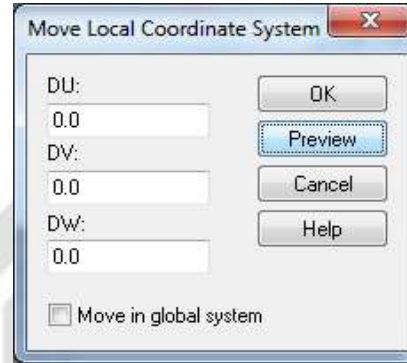 Move Local Coordinate System
DU:
0.0
DV:
0.0
DW:
0.0
Move in global system
OK
Preview
Cancel
Help